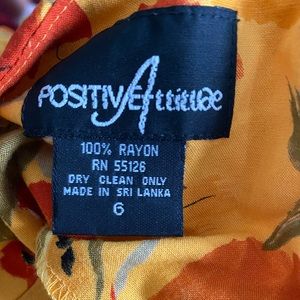 POSITIVE Attitude
100% RAYON
RN 55126
DRY CLEAN ONLY
MADE IN SRI LANKA
6